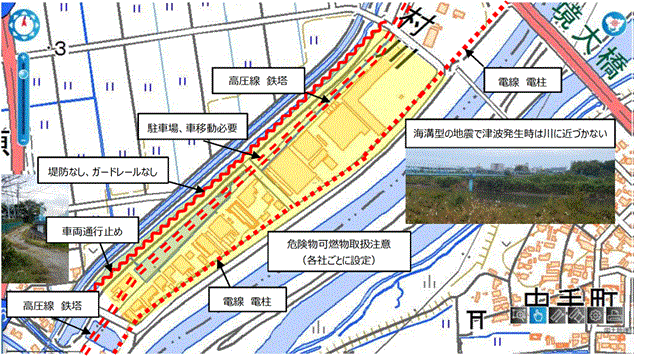 村
境大橋
・3
高圧線 鉄塔
電線 電柱
駐車場、車移動必要
海溝型の地震で津波発生時は川に近づかない
堤防なし、ガードレールなし
車両通行止め
危険物可燃物取扱注意
(各社ごとに設定)
高圧線 鉄塔
電線 電柱
中手町